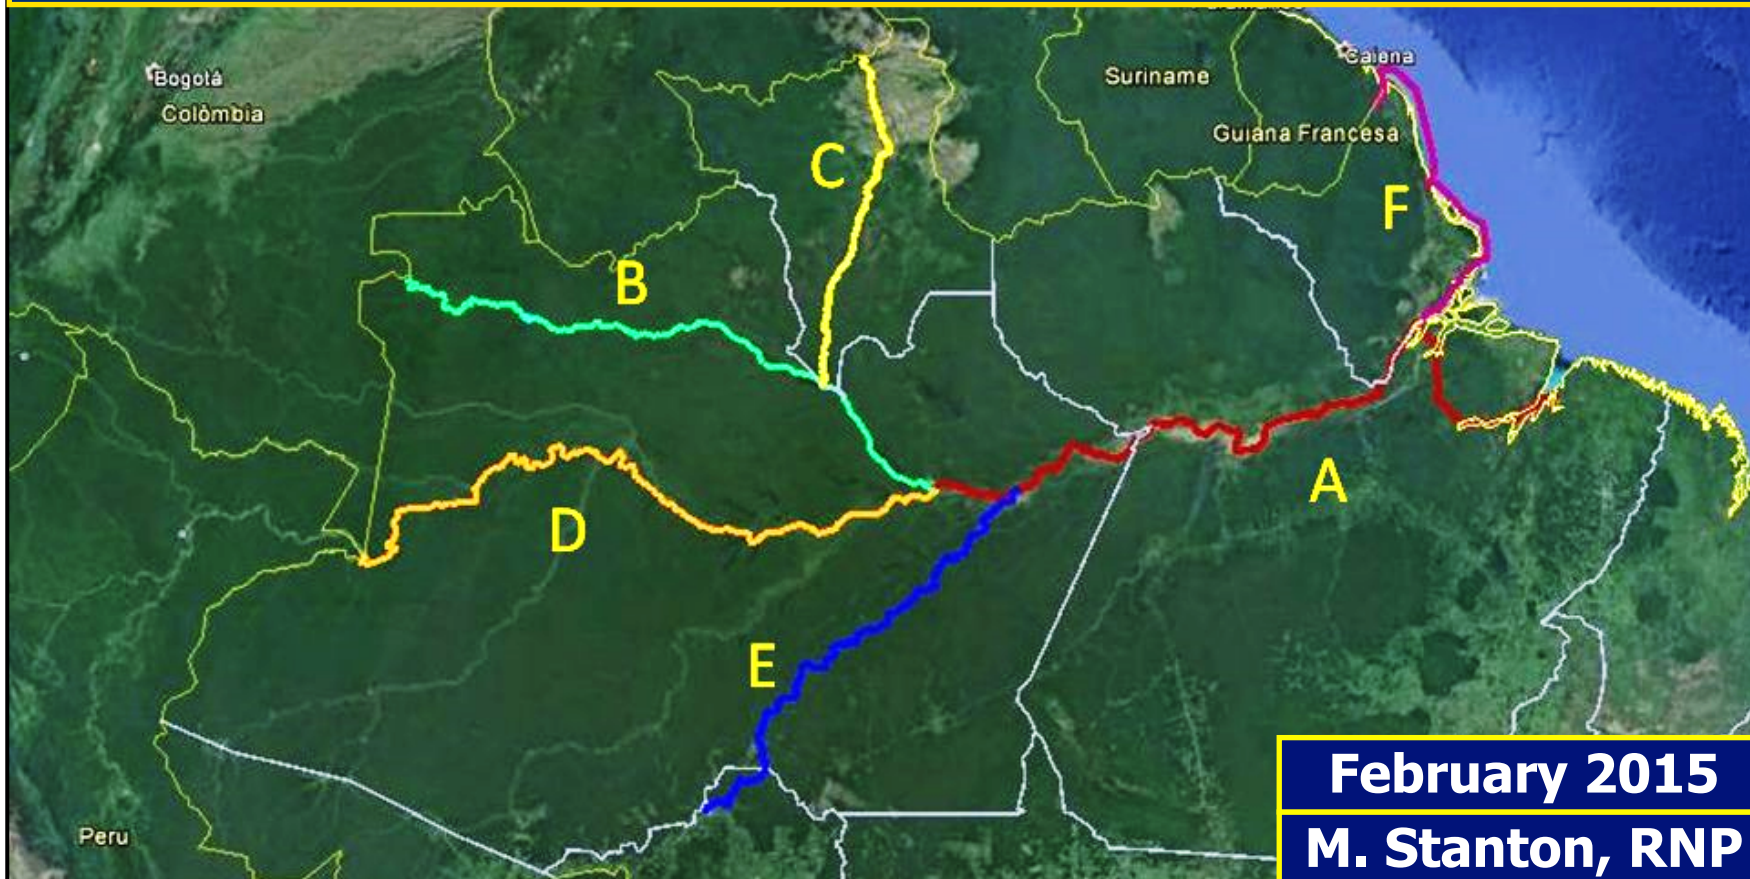 Caiena
Bogotá
Suriname
Colômbia
Guiana Francesa
C
F
B
A
D
E
February 2015
Peru
M. Stanton, RNP